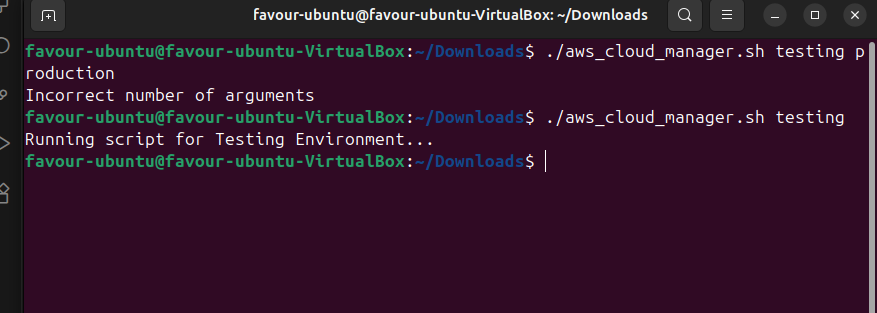 favour-ubuntu@favour-ubuntu-VirtualBox: ~/Downloads
favour-ubuntu@favour-ubuntu-VirtualBox:~/Downloads$ ./aws_cloud_manager.sh testing p
roduction
Incorrect number of arguments
favour-ubuntu@favour-ubuntu-VirtualBox:~/Downloads$ ./aws_cloud_manager.sh testing
Running script for Testing Environment...
favour-ubuntu@favour-ubuntu-VirtualBox:~/Downloads$